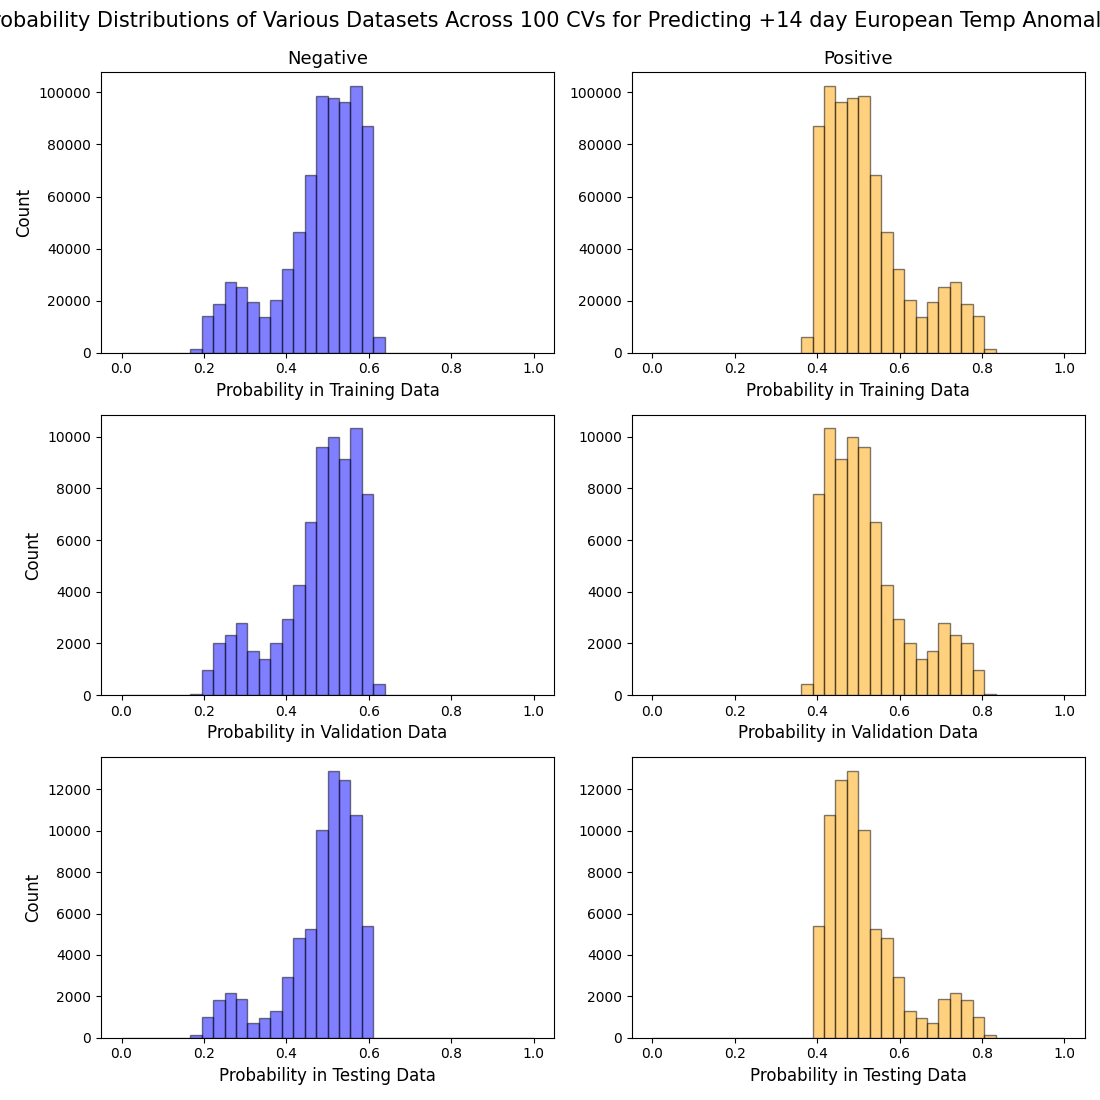 robability Distributions of Various Datasets Across 100 CVs for Predicting +14 day European Temp Anomal
Negative
Positive
100000
80000
60000
40000
20000
0
Count
0.0 0.2 0.4 0.6 0.8 1.0
Probability in Training Data
100000
80000
60000
40000
20000
0
0.0 0.2 0.4 0.6 0.8 1.0
Probability in Training Data
10000
8000
6000
4000
2000
0
Count
0.0 0.2 0.4 0.6 0.8 1.0
Probability in Validation Data
10000
8000
6000
4000
2000
0
0.0 0.2 0.4 0.6 0.8 1.0
Probability in Validation Data
12000
10000
8000
6000
4000
2000
0
Count
0.0 0.2 0.4 0.6 0.8 1.0
Probability in Testing Data
12000
10000
8000
6000
4000
2000
0
0.0 0.2 0.4 0.6 0.8 1.0
Probability in Testing Data